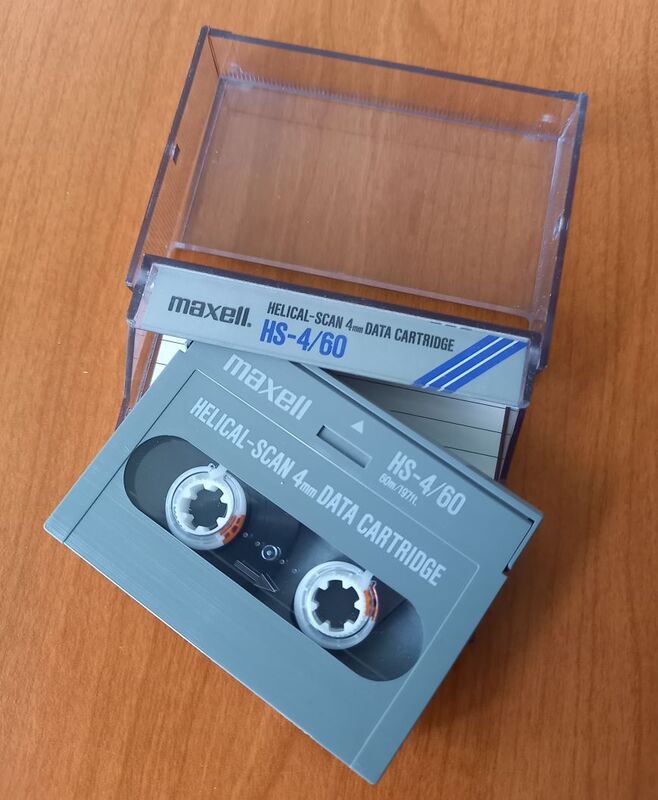 maxell.
HELICAL-SCAN 4mm DATA CARTRIDGE
HS-4/60
maxell
HS-4/60
60m/197ft.
HELICAL-SCAN 4mm DATA CARTRIDGE